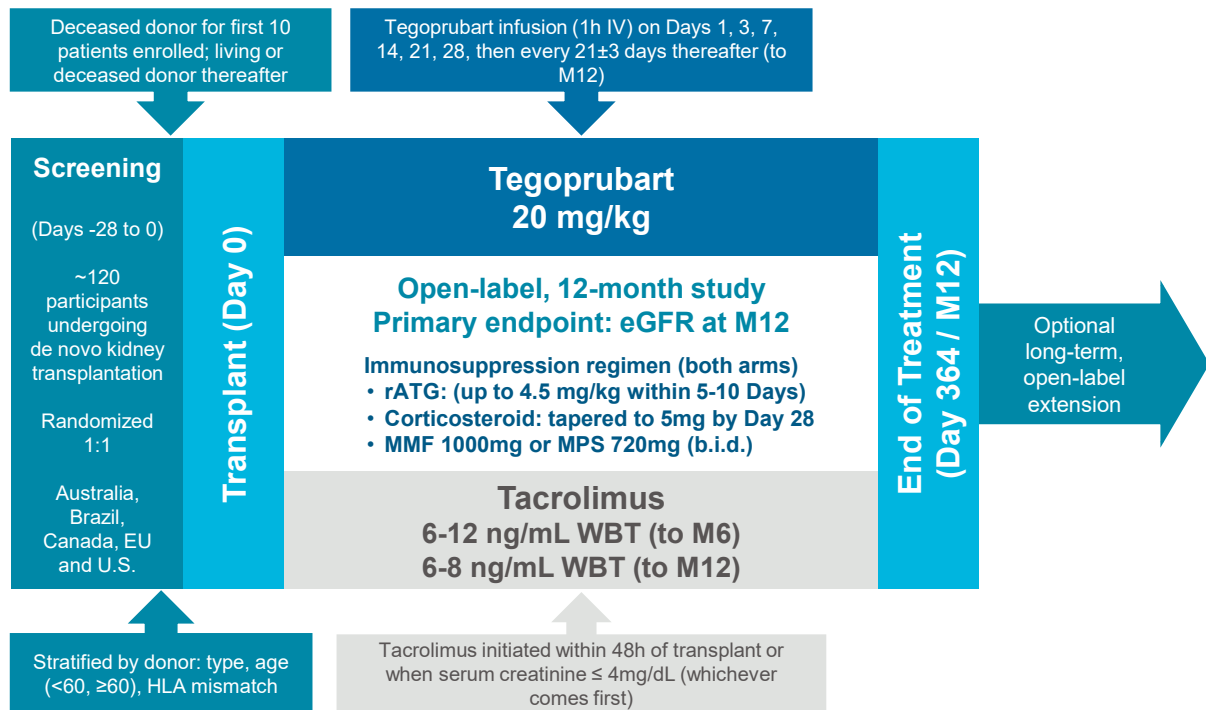 Deceased donor for first 10
patients enrolled; living or
deceased donor thereafter
Tegoprubart infusion (1h IV) on Days 1, 3, 7,
14, 21, 28, then every 21±3 days thereafter (to
M12)
Screening
(Days -28 to 0)
~120
participants
undergoing
de novo kidney
transplantation
Randomized
1:1
Australia,
Brazil,
Canada, EU
and U.S.
Transplant (Day 0)
Tegoprubart
20 mg/kg
Open-label, 12-month study
Primary endpoint: eGFR at M12
Immunosuppression regimen (both arms)
• rATG: (up to 4.5 mg/kg within 5-10 Days)
• Corticosteroid: tapered to 5mg by Day 28
• MMF 1000mg or MPS 720mg (b.i.d.)
Tacrolimus
6-12 ng/mL WBT (to M6)
6-8 ng/mL WBT (to M12)
End of Treatment
(Day 364 / M12)
Optional
long-term,
open-label
extension
Stratified by donor: type, age
(<60, ≥60), HLA mismatch
Tacrolimus initiated within 48h of transplant or
when serum creatinine ≤ 4mg/dL (whichever
comes first)